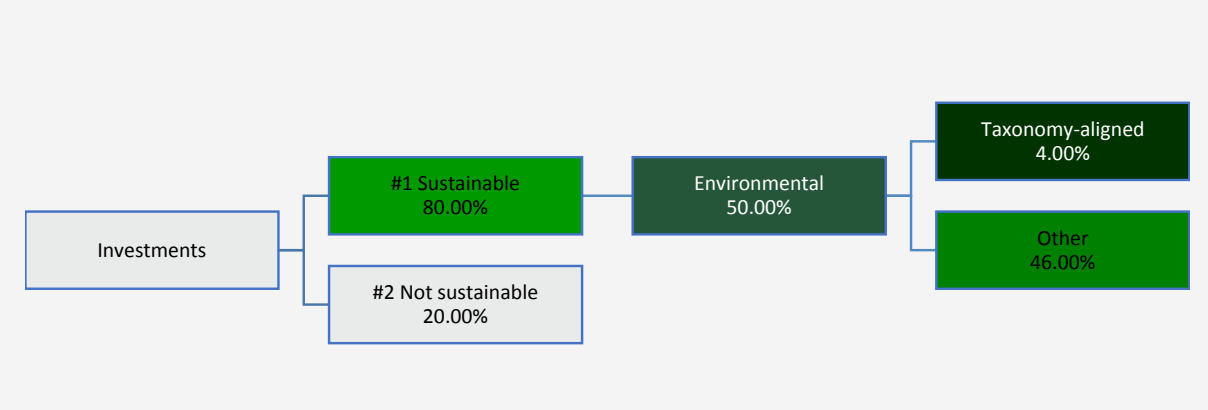 Investments
#1 Sustainable
80.00%
#2 Not sustainable
20.00%
Environmental
50.00%
Taxonomy-aligned
4.00%
Other
46.00%